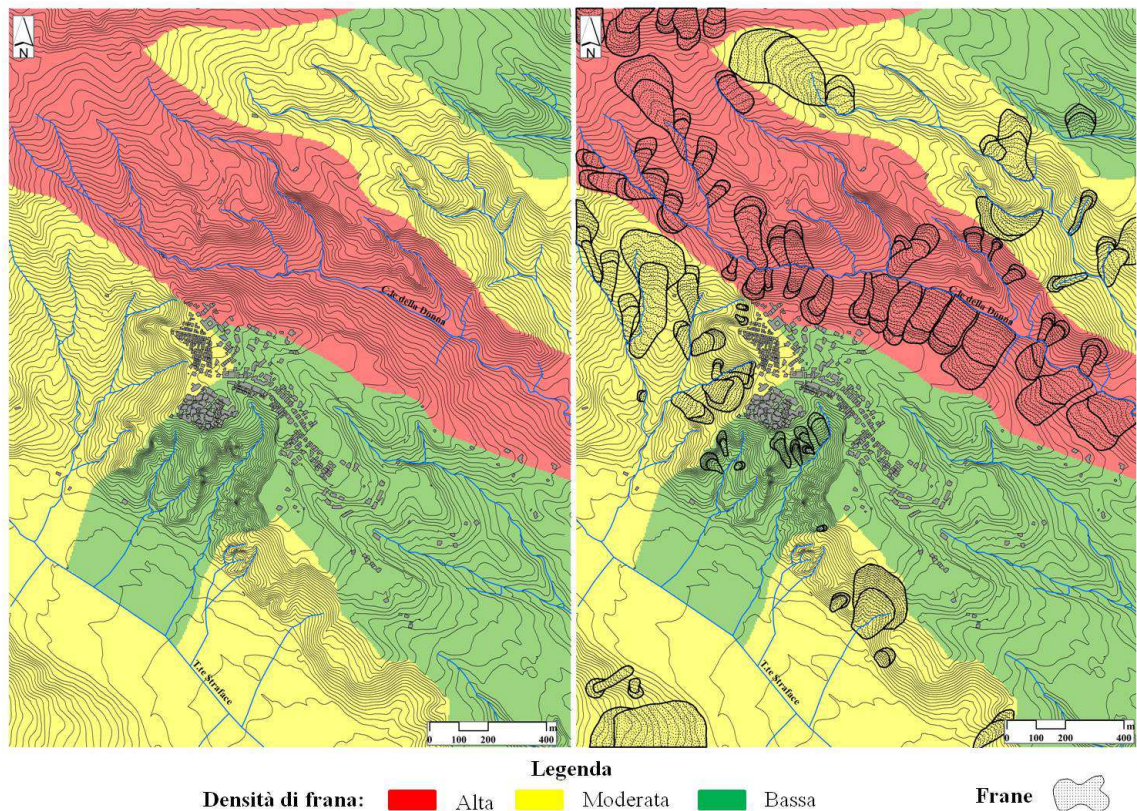 N
C.le della Donna
T.te Straface
0 100 200 400
m
N
C.le della Donna
T.te Straface
0 100 200 400
m
Legenda
Densità di frana: Alta Moderata Bassa Frane